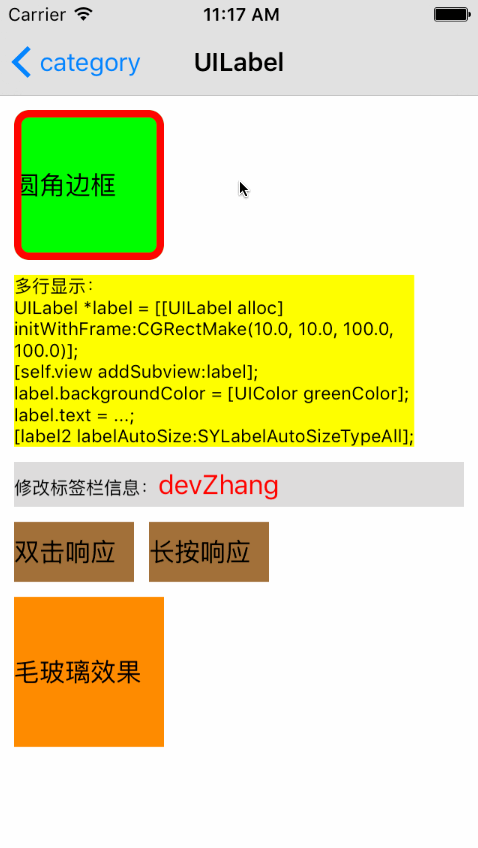 Carrier 11:17 AM
category UILabel
圆角边框
多行显示：
UILabel *label = [[UILabel alloc]
initWithFrame:CGRectMake(10.0, 10.0, 100.0,
100.0)];
[self.view addSubview:label];
label.backgroundColor = [UIColor greenColor];
label.text = ...;
[label2 labelAutoSize:SYLabelAutoSizeTypeAll];
修改标签栏信息：devZhang
双击响应 长按响应
毛玻璃效果